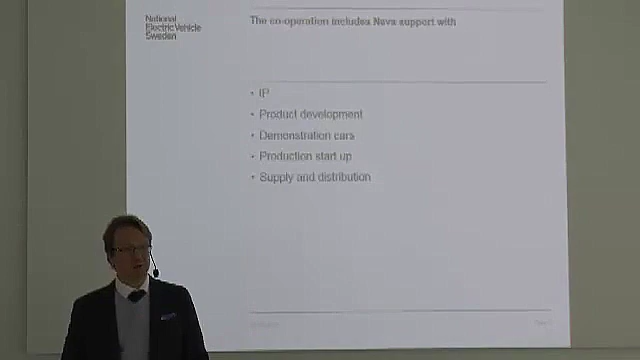 National
Electric Vehicle
Sweden
The co-operation includes Nevs support with
• IP
• Product development
• Demonstration cars
• Production start up
• Supply and distribution